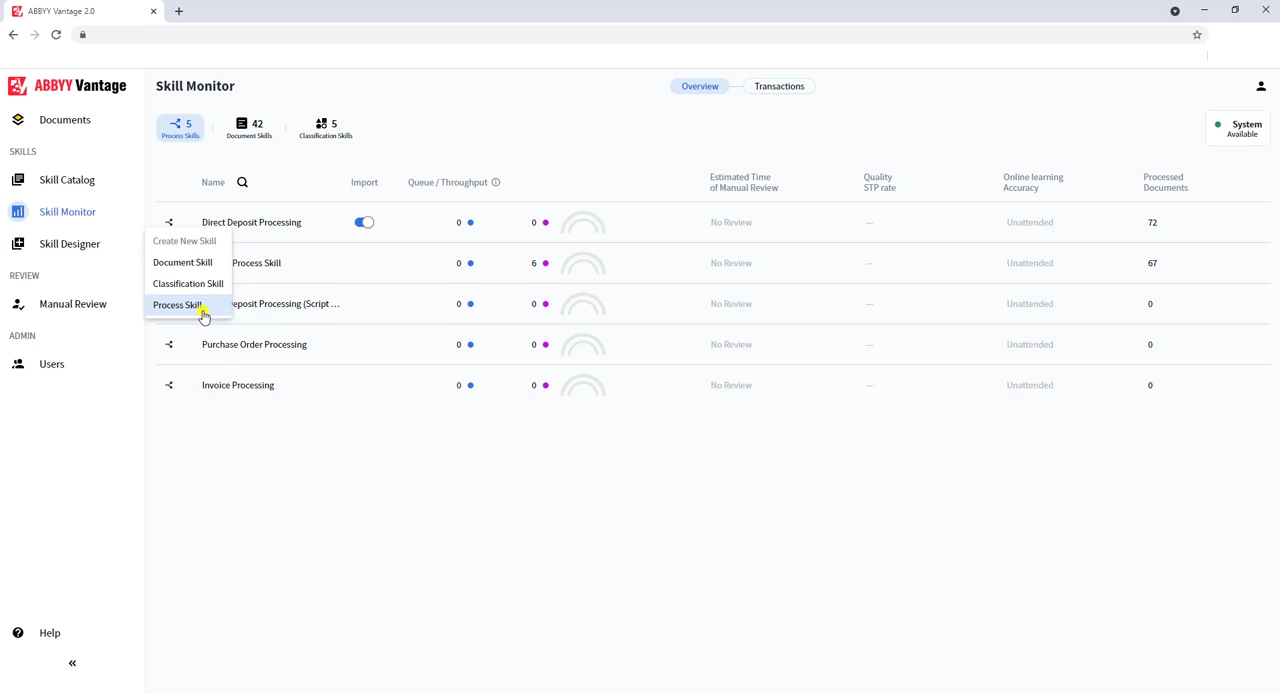 ABBYY Vantage 2.0
ABBYY Vantage
Documents
SKILLS
Skill Catalog
Skill Monitor
Skill Designer
REVIEW
Manual Review
ADMIN
Users
Help
Create New Skill
Document Skill
Classification Skill
Process Skill
Skill Monitor
Overview
Transactions
5
Process Skills
42
Document Skills
5
Classification Skills
System
Available
Name
Import
Queue / Throughput
Estimated Time
of Manual Review
Quality
STP rate
Online learning
Accuracy
Processed
Documents
Direct Deposit Processing 0 0 No Review — Unattended 72
Process Skill 0 6 No Review — Unattended 67
eposit Processing (Script ... 0 0 No Review — Unattended 0
Purchase Order Processing 0 0 No Review — Unattended 0
Invoice Processing 0 0 No Review — Unattended 0